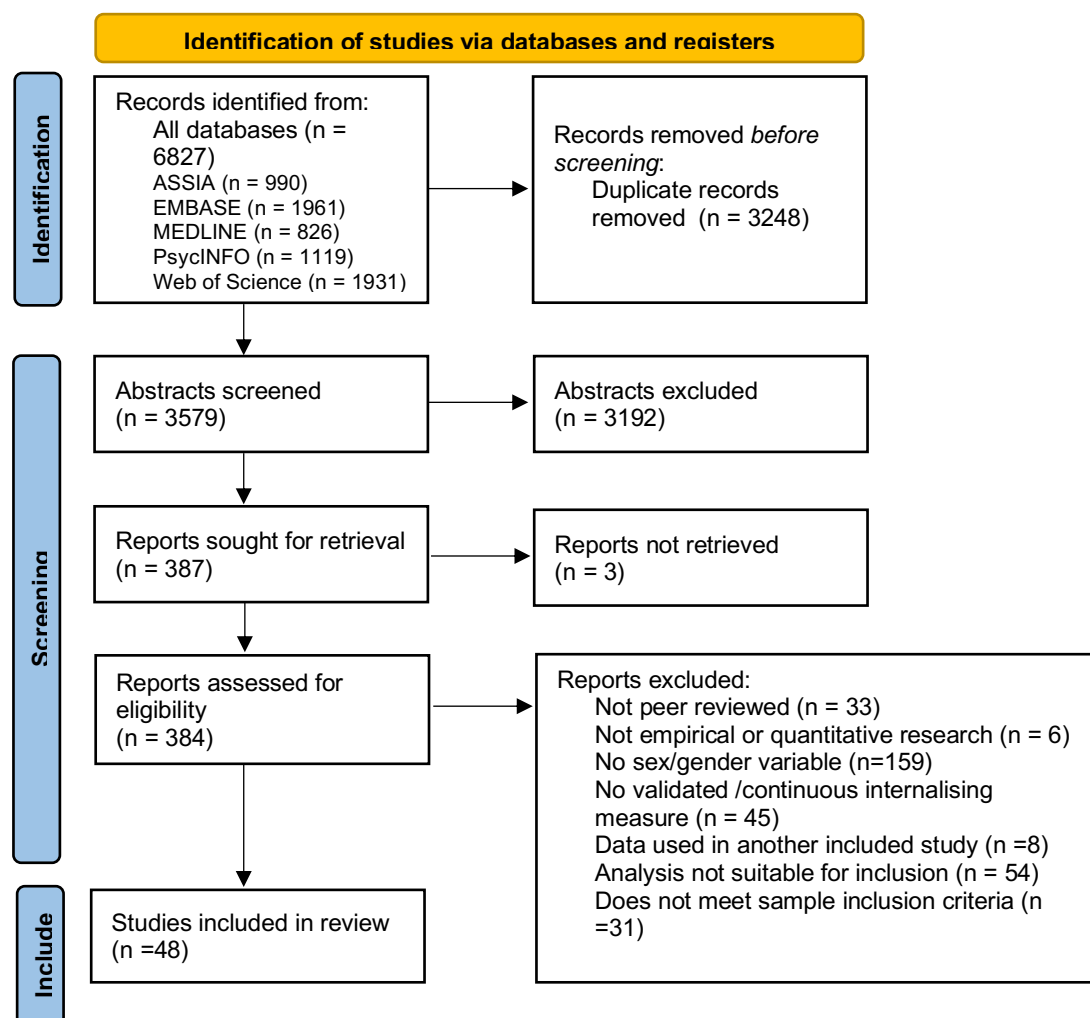 Identification of studies via databases and registers
Identification
Records identified from:
All databases (n =
6827)
ASSIA (n = 990)
EMBASE (n = 1961)
MEDLINE (n = 826)
PsycINFO (n = 1119)
Web of Science (n = 1931)
Records removed before
screening:
Duplicate records
removed (n = 3248)
Screening
Abstracts screened
(n = 3579)
Abstracts excluded
(n = 3192)
Reports sought for retrieval
(n = 387)
Reports not retrieved
(n = 3)
Reports assessed for
eligibility
(n = 384)
Reports excluded:
Not peer reviewed (n = 33)
Not empirical or quantitative research (n = 6)
No sex/gender variable (n=159)
No validated /continuous internalising
measure (n = 45)
Data used in another included study (n =8)
Analysis not suitable for inclusion (n = 54)
Does not meet sample inclusion criteria (n
=31)
Include
Studies included in review
(n =48)